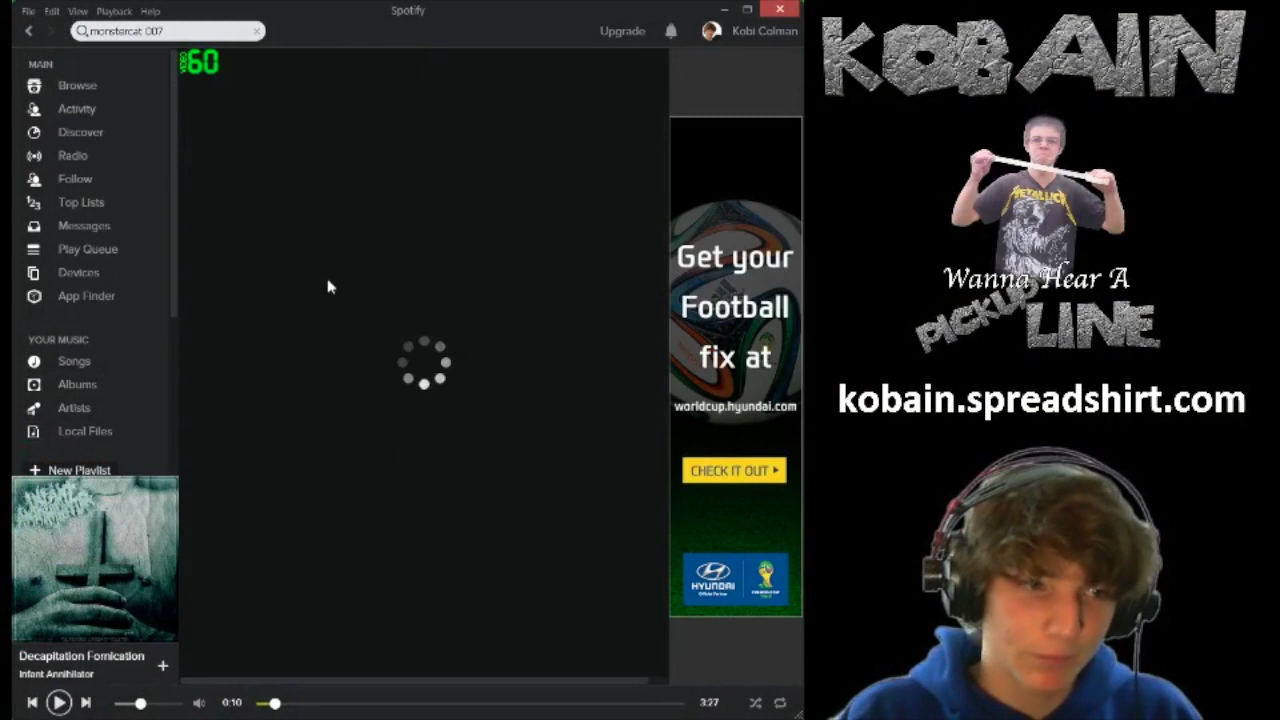 File Edit View Playback Help
Spotify
monstercat 007
Upgrade
Kobi Colman
MAIN
Browse
Activity
Discover
Radio
Follow
Top Lists
Messages
Play Queue
Devices
App Finder
YOUR MUSIC
Songs
Albums
Artists
Local Files
+ New Playlist
Decapitation Fornication
Infant Annihilator
0:10
3:27
VIDEO
60
Get your
Football
fix at
worldcup.hyundai.com
CHECK IT OUT
HYUNDAI
KOBAIN
METALLICA
Wanna Hear A
PICKUP
LINE
kobain.spreadshirt.com